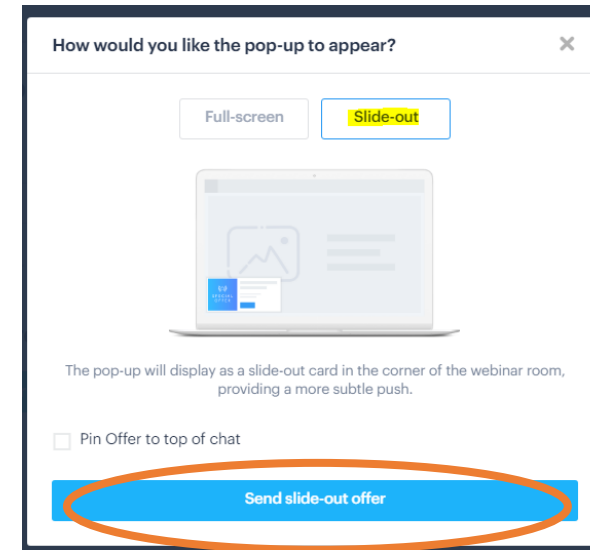 How would you like the pop-up to appear?
Full-screen
Slide-out
SPECIAL
OFFER
The pop-up will display as a slide-out card in the corner of the webinar room,
providing a more subtle push.
Pin Offer to top of chat
Send slide-out offer